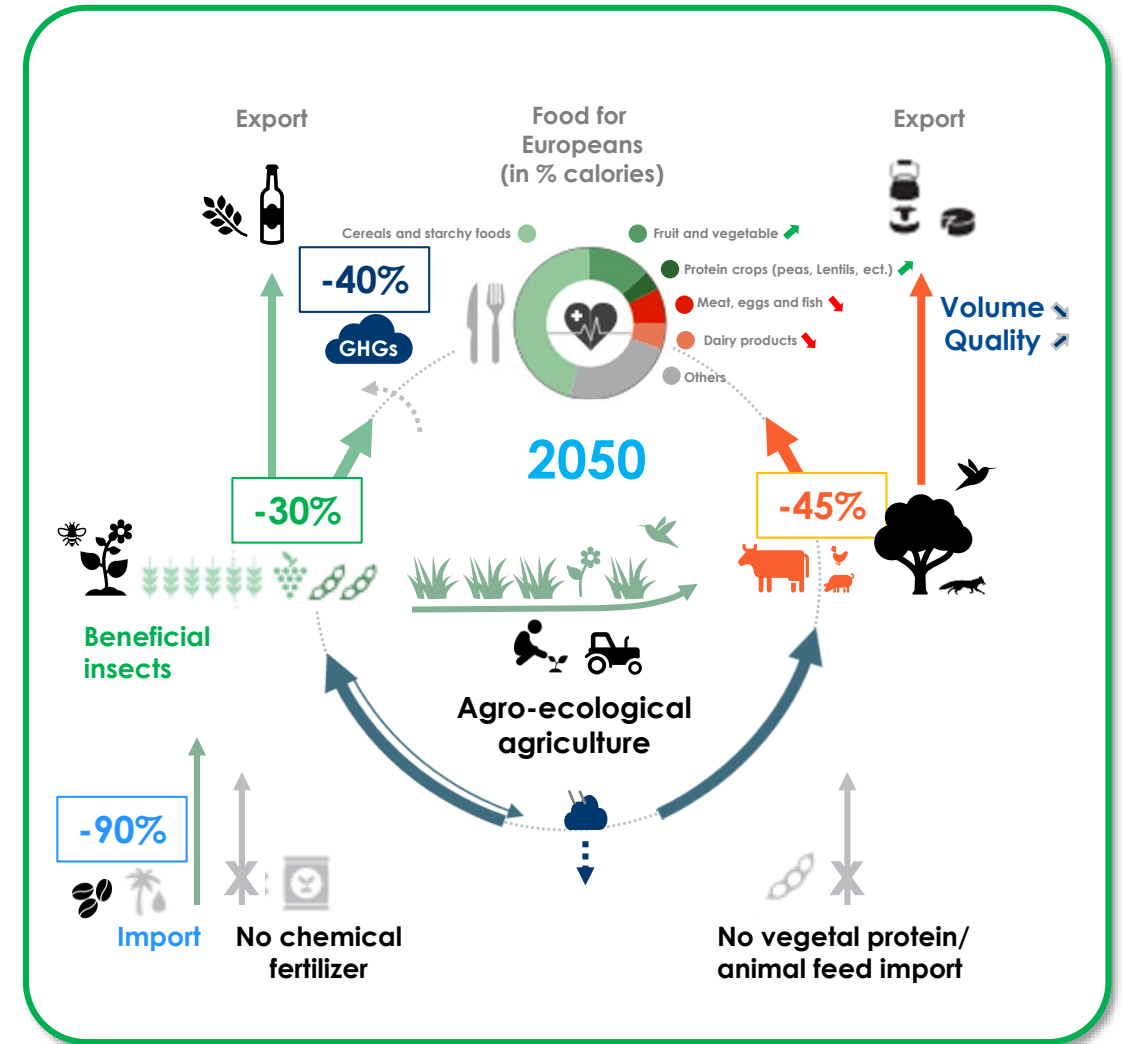 Export
Food for
Europeans
(in % calories)
Export
Cereals and starchy foods
Fruit and vegetable
Protein crops (peas, Lentils, ect.)
Meat, eggs and fish
Dairy products
Others
-40%
GHGs
Volume
Quality
2050
-30%
-45%
Beneficial
insects
Agro-ecological
agriculture
-90%
Import
No chemical
fertilizer
No vegetal protein/
animal feed import